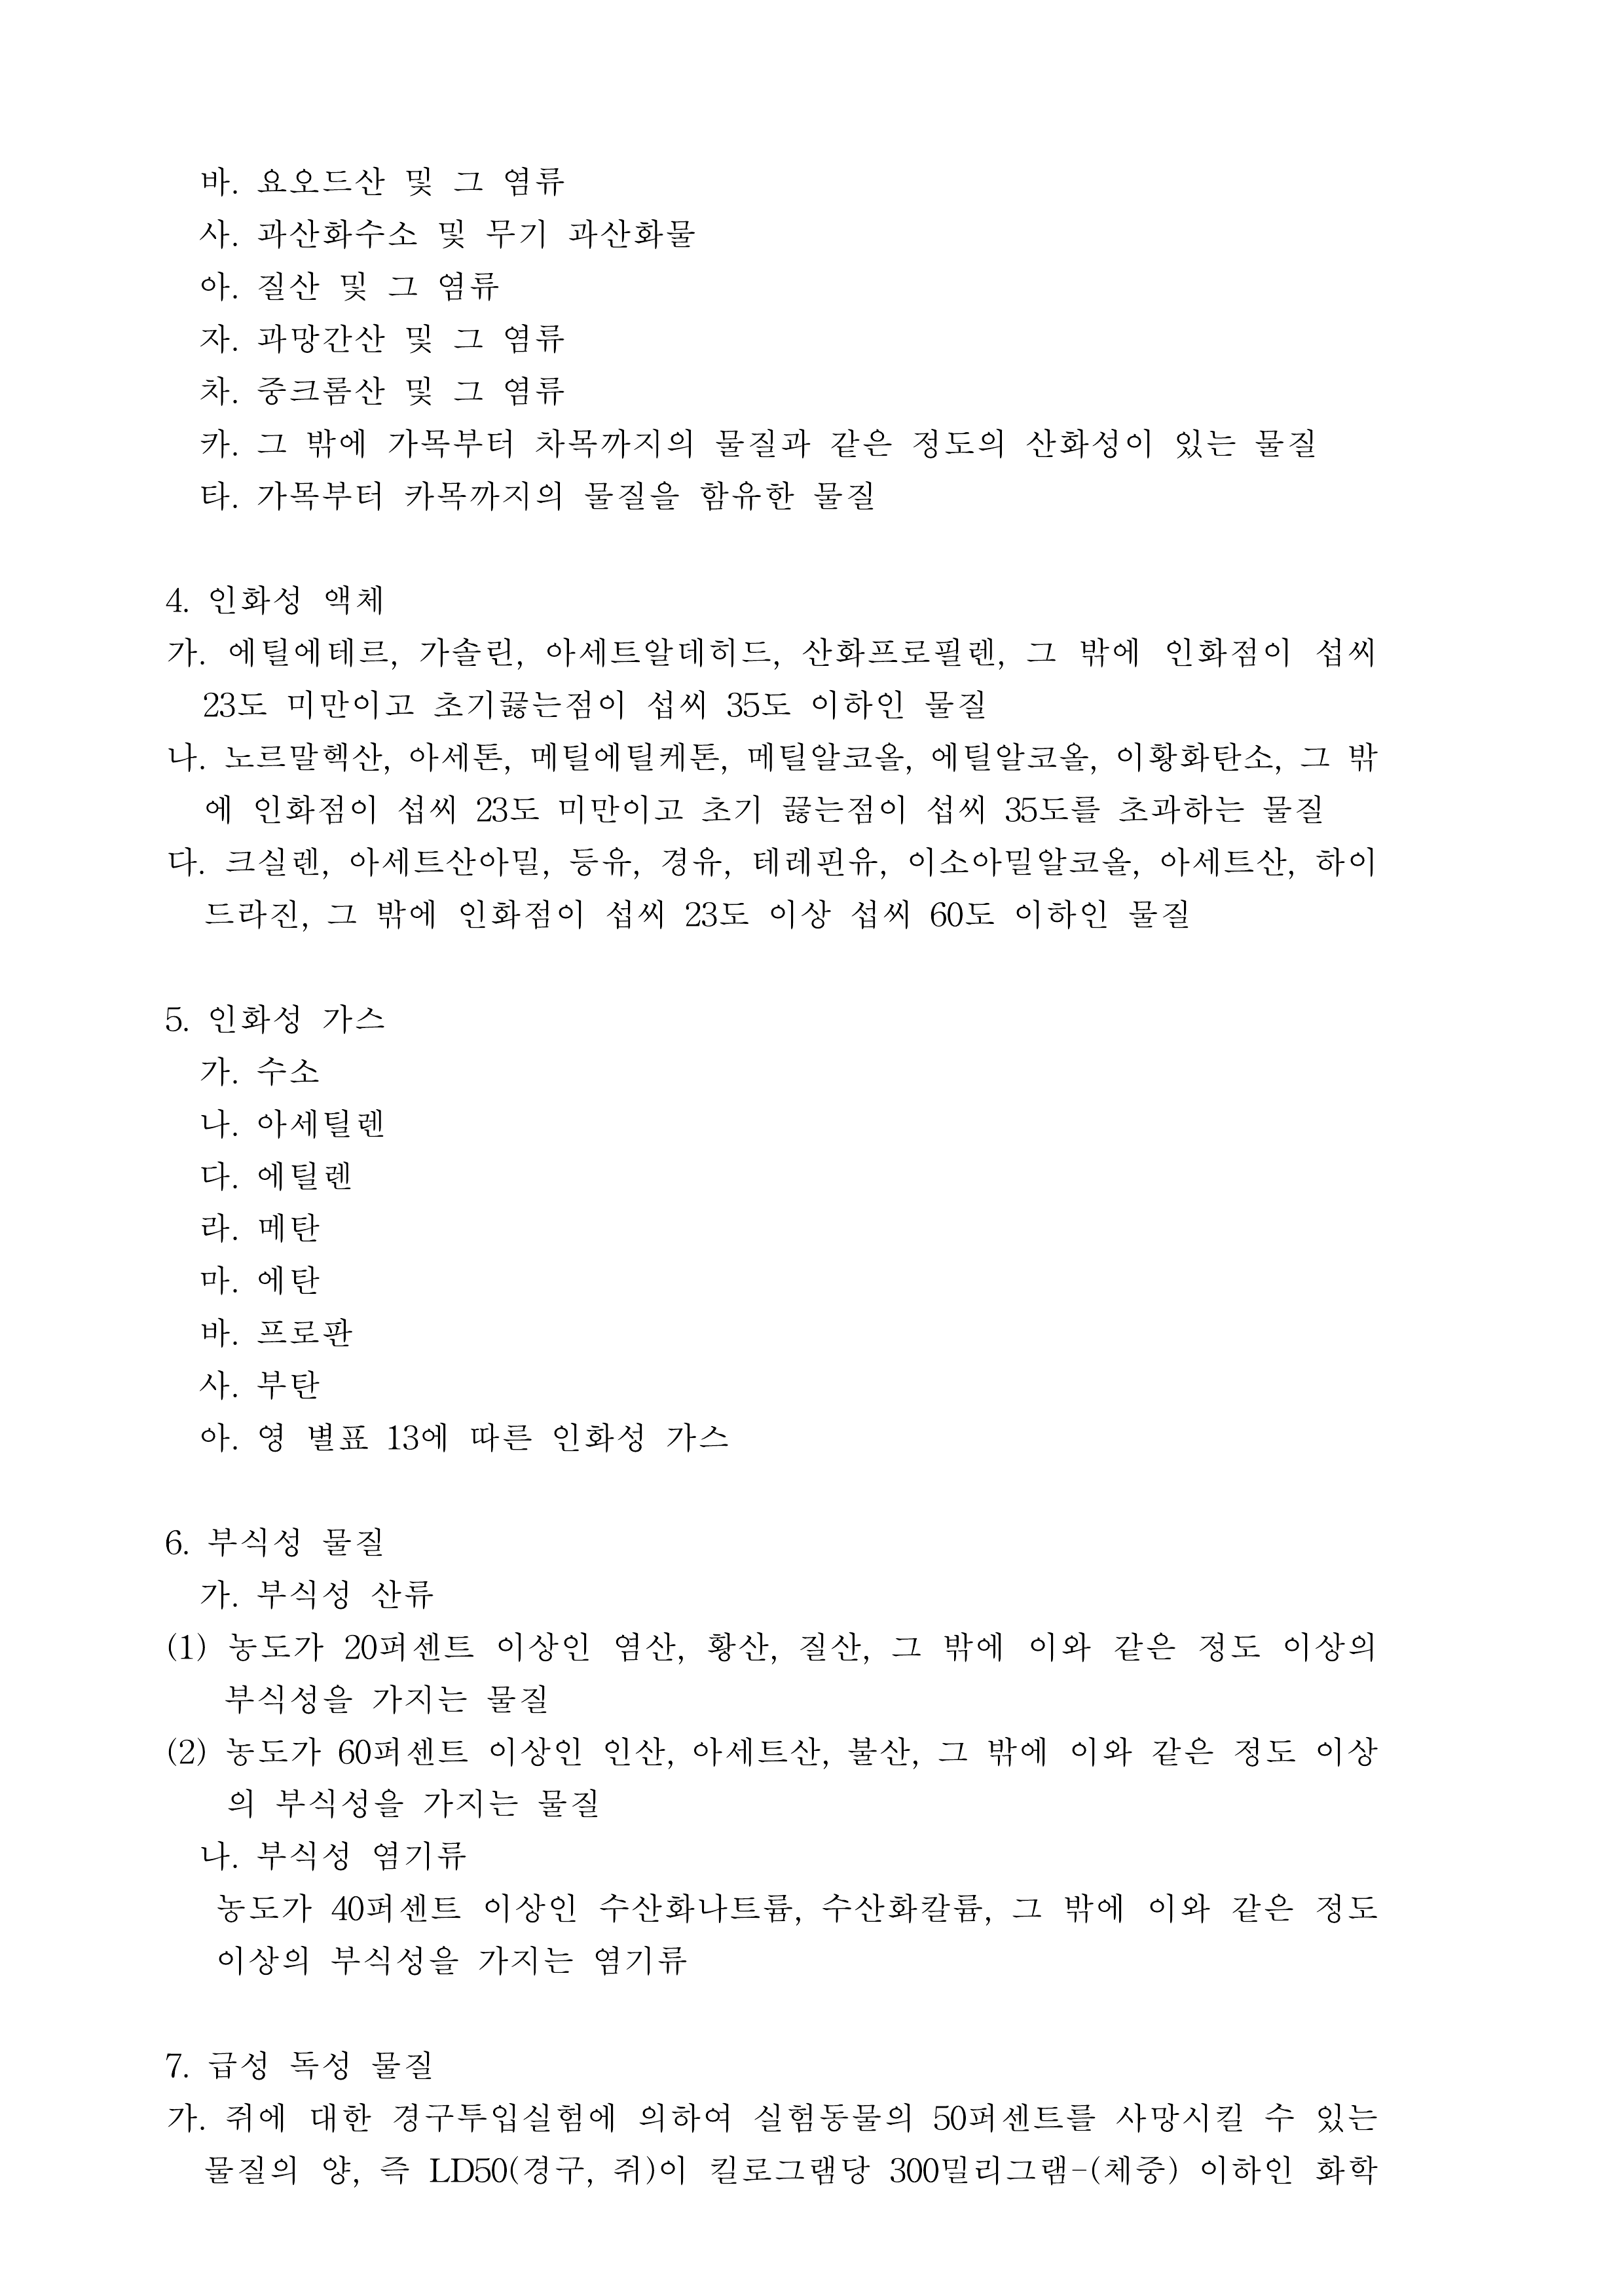 바. 요오드산 및 그 염류
사. 과산화수소 및 무기 과산화물
아. 질산 및 그 염류
자. 과망간산 및 그 염류
차. 중크롬산 및 그 염류
카. 그 밖에 가목부터 차목까지의 물질과 같은 정도의 산화성이 있는 물질
타. 가목부터 카목까지의 물질을 함유한 물질
4. 인화성 액체
가. 에틸에테르, 가솔린, 아세트알데히드, 산화프로필렌, 그 밖에 인화점이 섭씨
23도 미만이고 초기끓는점이 섭씨 35도 이하인 물질
나. 노르말헥산, 아세톤, 메틸에틸케톤, 메틸알코올, 에틸알코올, 이황화탄소, 그 밖
에 인화점이 섭씨 23도 미만이고 초기 끓는점이 섭씨 35도를 초과하는 물질
다. 크실렌, 아세트산아밀, 등유, 경유, 테레핀유, 이소아밀알코올, 아세트산, 하이
드라진, 그 밖에 인화점이 섭씨 23도 이상 섭씨 60도 이하인 물질
5. 인화성 가스
가. 수소
나. 아세틸렌
다. 에틸렌
라. 메탄
마. 에탄
바. 프로판
사. 부탄
아. 영 별표 13에 따른 인화성 가스
6. 부식성 물질
가. 부식성 산류
(1) 농도가 20퍼센트 이상인 염산, 황산, 질산, 그 밖에 이와 같은 정도 이상의
부식성을 가지는 물질
(2) 농도가 60퍼센트 이상인 인산, 아세트산, 불산, 그 밖에 이와 같은 정도 이상
의 부식성을 가지는 물질
나. 부식성 염기류
농도가 40퍼센트 이상인 수산화나트륨, 수산화칼륨, 그 밖에 이와 같은 정도
이상의 부식성을 가지는 염기류
7. 급성 독성 물질
가. 쥐에 대한 경구투입실험에 의하여 실험동물의 50퍼센트를 사망시킬 수 있는
물질의 양, 즉 LD50(경구, 쥐)이 킬로그램당 300밀리그램-(체중) 이하인 화학